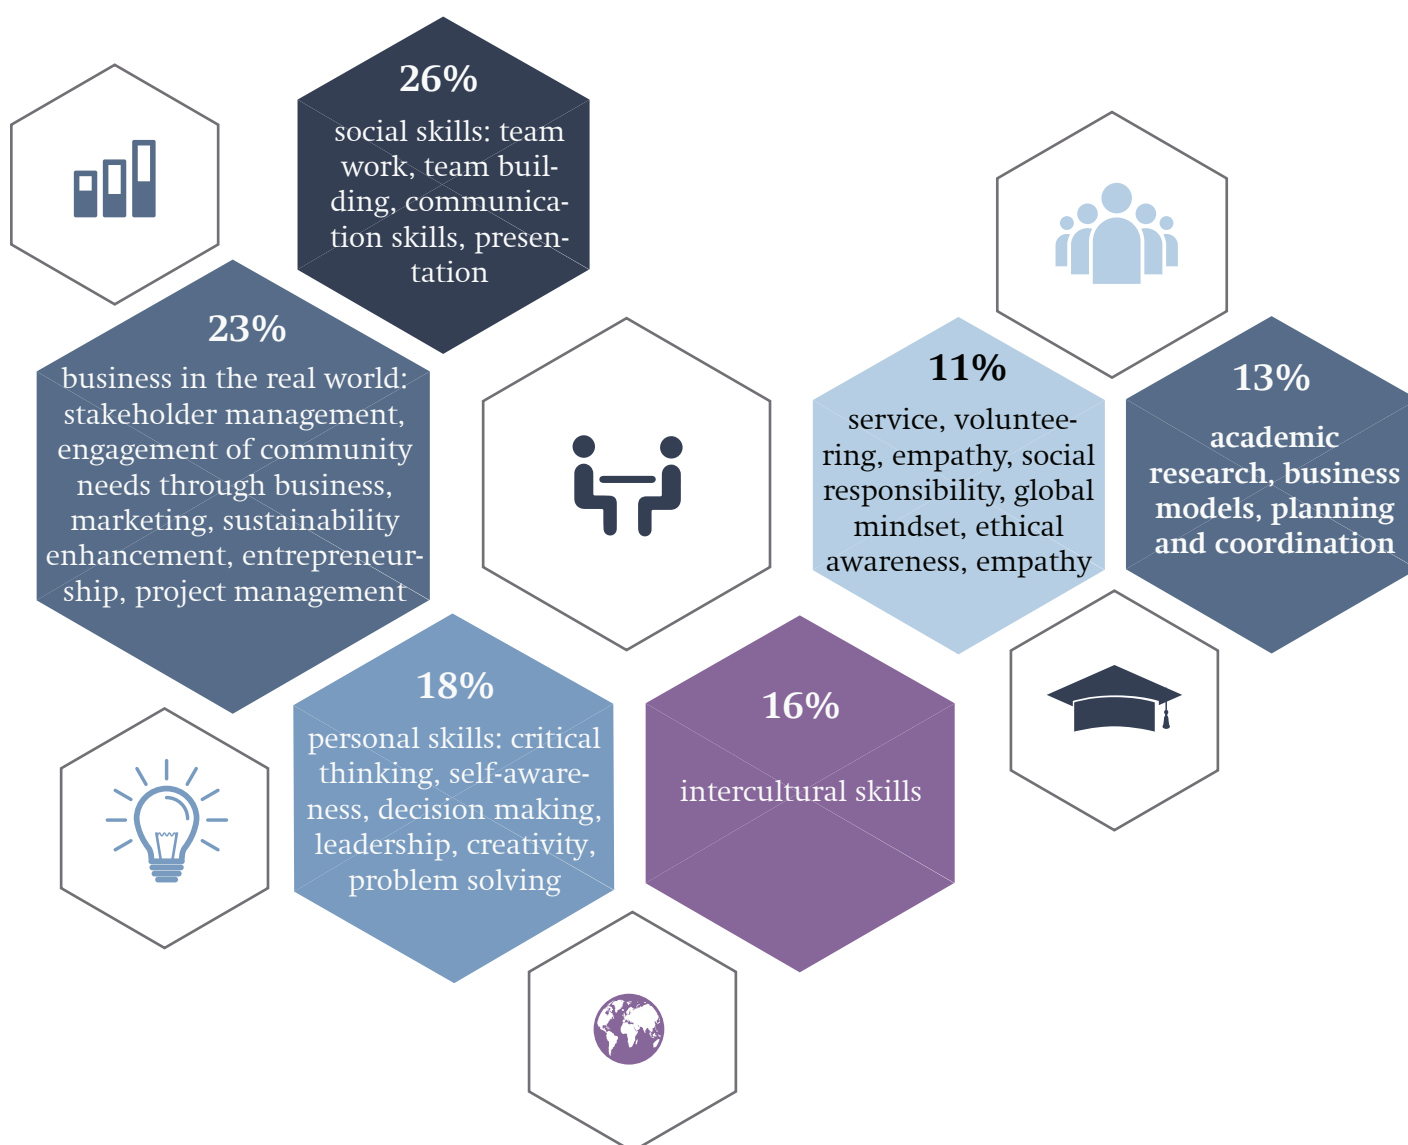 26%
social skills: team
work, team buil-
ding, communica-
tion skills, presen-
tation
23%
business in the real world:
stakeholder management,
engagement of community
needs through business,
marketing, sustainability
enhancement, entrepreneur-
ship, project management
11%
service, voluntee-
ring, empathy, social
responsibility, global
mindset, ethical
awareness, empathy
13%
academic
research, business
models, planning
and coordination
18%
personal skills: critical
thinking, self-aware-
ness, decision making,
leadership, creativity,
problem solving
16%
intercultural skills